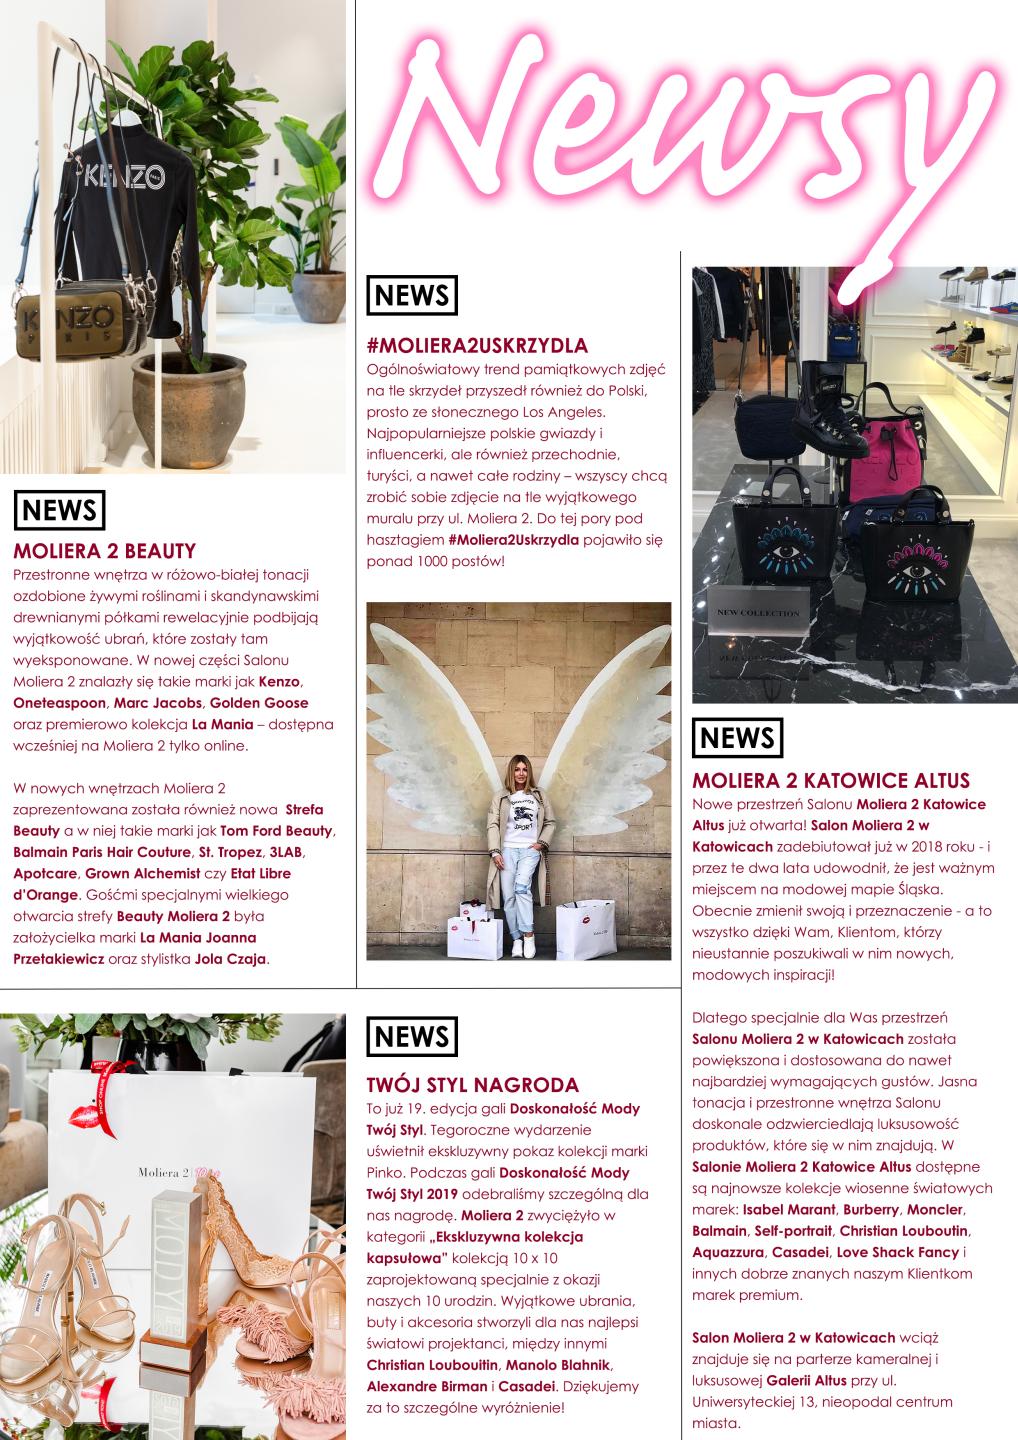 Newsy
KENZO
KENZO
PARIS
NEWS
MOLIERA 2 BEAUTY
Przestronne wnętrza w różowo-białej tonacji
ozdobione żywymi roślinami i skandynawskimi
drewnianymi półkami rewelacyjnie podbijają
wyjątkowość ubrań, które zostały tam
wyeksponowane. W nowej części Salonu
Moliera 2 znalazły się takie marki jak Kenzo,
Oneteaspoon, Marc Jacobs, Golden Goose
oraz premierowo kolekcja La Mania – dostępna
wcześniej na Moliera 2 tylko online.
W nowych wnętrzach Moliera 2
zaprezentowana została również nowa Strefa
Beauty a w niej takie marki jak Tom Ford Beauty,
Balmain Paris Hair Couture, St. Tropez, 3LAB,
Apotcare, Grown Alchemist czy Etat Libre
d'Orange. Gośćmi specjalnymi wielkiego
otwarcia strefy Beauty Moliera 2 była
założycielka marki La Mania Joanna
Przetakiewicz oraz stylistka Jola Czaja.
NEWS
#MOLIERA2USKRZYDLA
Ogólnoświatowy trend pamiątkowych zdjęć
na tle skrzydeł przyszedł również do Polski,
prosto ze słonecznego Los Angeles.
Najpopularniejsze polskie gwiazdy i
influencerki, ale również przechodnie,
turyści, a nawet całe rodziny – wszyscy chcą
zrobić sobie zdjęcie na tle wyjątkowego
muralu przy ul. Moliera 2. Do tej pory pod
hasztagiem #Moliera2Uskrzydla pojawiło się
ponad 1000 postów!
NEW COLLECTION
NEWS
MOLIERA 2 KATOWICE ALTUS
Nowe przestrzeń Salonu Moliera 2 Katowice
Altus już otwarta! Salon Moliera 2 w
Katowicach zadebiutował już w 2018 roku - i
przez te dwa lata udowodnił, że jest ważnym
miejscem na modowej mapie Śląska.
Obecnie zmienił swoją i przeznaczenie - a to
wszystko dzięki Wam, Klientom, którzy
nieustannie poszukiwali w nim nowych,
modowych inspiracji!
Dlatego specjalnie dla Was przestrzeń
Salonu Moliera 2 w Katowicach została
powiększona i dostosowana do nawet
najbardziej wymagających gustów. Jasna
tonacja i przestronne wnętrza Salonu
doskonale odzwierciedlają luksusowość
produktów, które się w nim znajdują. W
Salonie Moliera 2 Katowice Altus dostępne
są najnowsze kolekcje wiosenne światowych
marek: Isabel Marant, Burberry, Moncler,
Balmain, Self-portrait, Christian Louboutin,
Aquazzura, Casadei, Love Shack Fancy i
innych dobrze znanych naszym Klientkom
marek premium.
Salon Moliera 2 w Katowicach wciąż
znajduje się na parterze kameralnej i
luksusowej Galerii Altus przy ul.
Uniwersyteckiej 13, nieopodal centrum
miasta.
Moliera 2
NEWS
TWÓJ STYL NAGRODA
To już 19. edycja gali Doskonałość Mody
Twój Styl. Tegoroczne wydarzenie
uświetnił ekskluzywny pokaz kolekcji marki
Pinko. Podczas gali Doskonałość Mody
Twój Styl 2019 odebraliśmy szczególną dla
nas nagrodę. Moliera 2 zwyciężyło w
kategorii „Ekskluzywna kolekcja
kapsułowa” kolekcją 10 x 10
zaprojektowaną specjalnie z okazji
naszych 10 urodzin. Wyjątkowe ubrania,
buty i akcesoria stworzyli dla nas najlepsi
światowi projektanci, między innymi
Christian Loubouitin, Manolo Blahnik,
Alexandre Birman i Casadei. Dziękujemy
za to szczególne wyróżnienie!